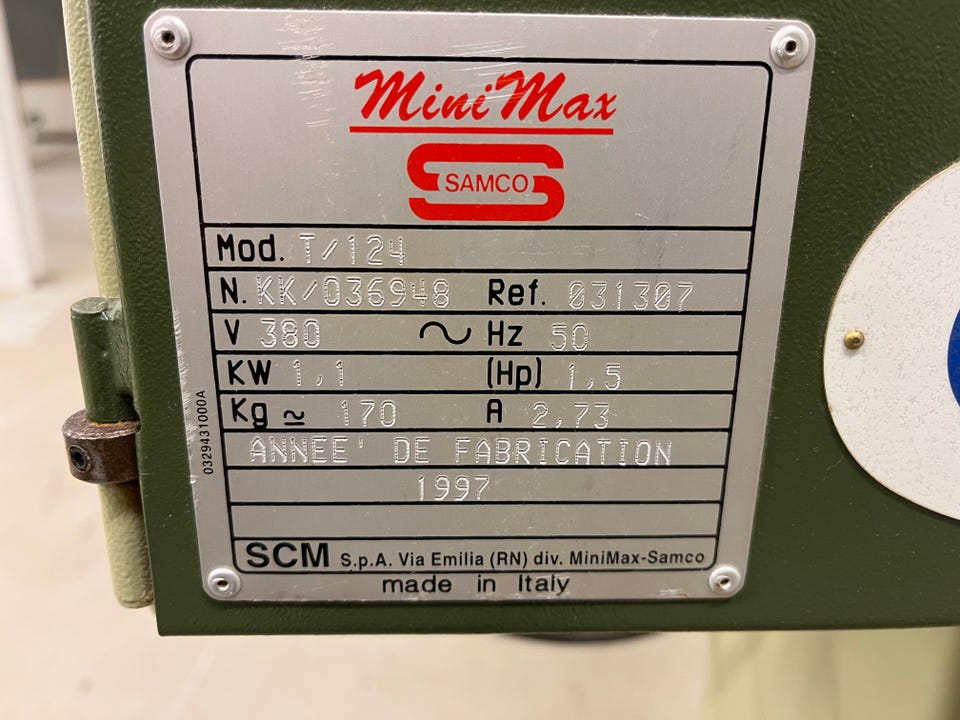 MiniMax
SAMCO
Mod. T/124
N. KK/036948 Ref. 031307
V 380 ~ Hz 50
KW 1,1 (Hp) 1,5
Kg ≃ 170 A 2,73
ANNEE' DE FABRICATION
1997
SCM S.p.A. Via Emilia (RN) div. MiniMax-Samco
made in Italy
0329431000A